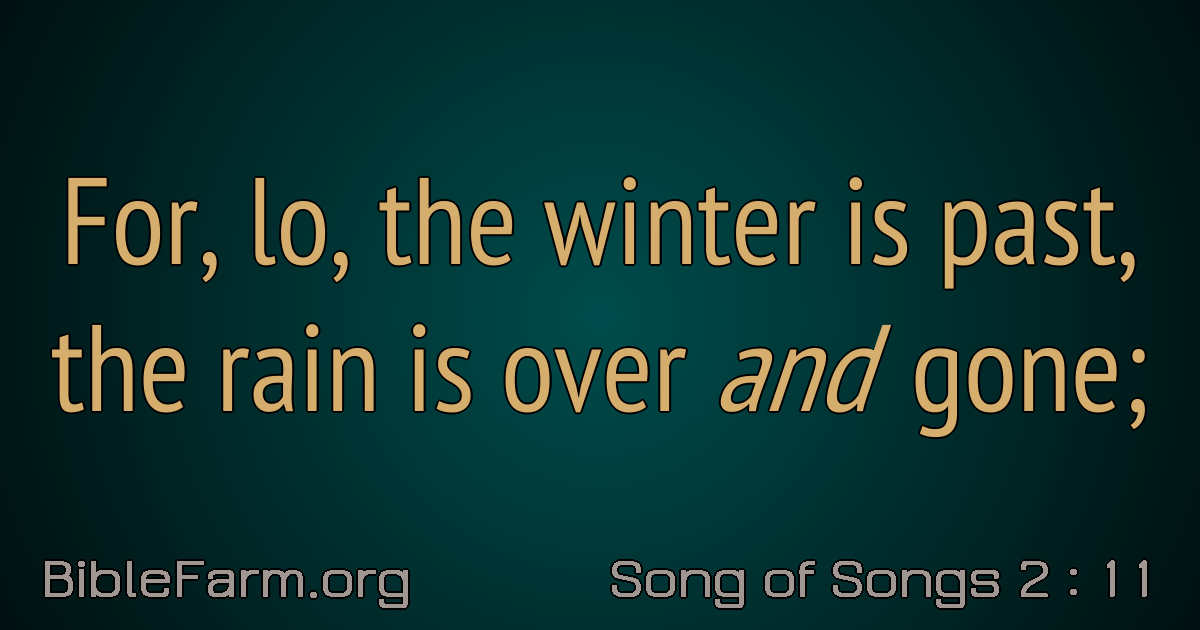 For, lo, the winter is past,
the rain is over and gone;
BibleFarm.org
Song of Songs 2 : 11